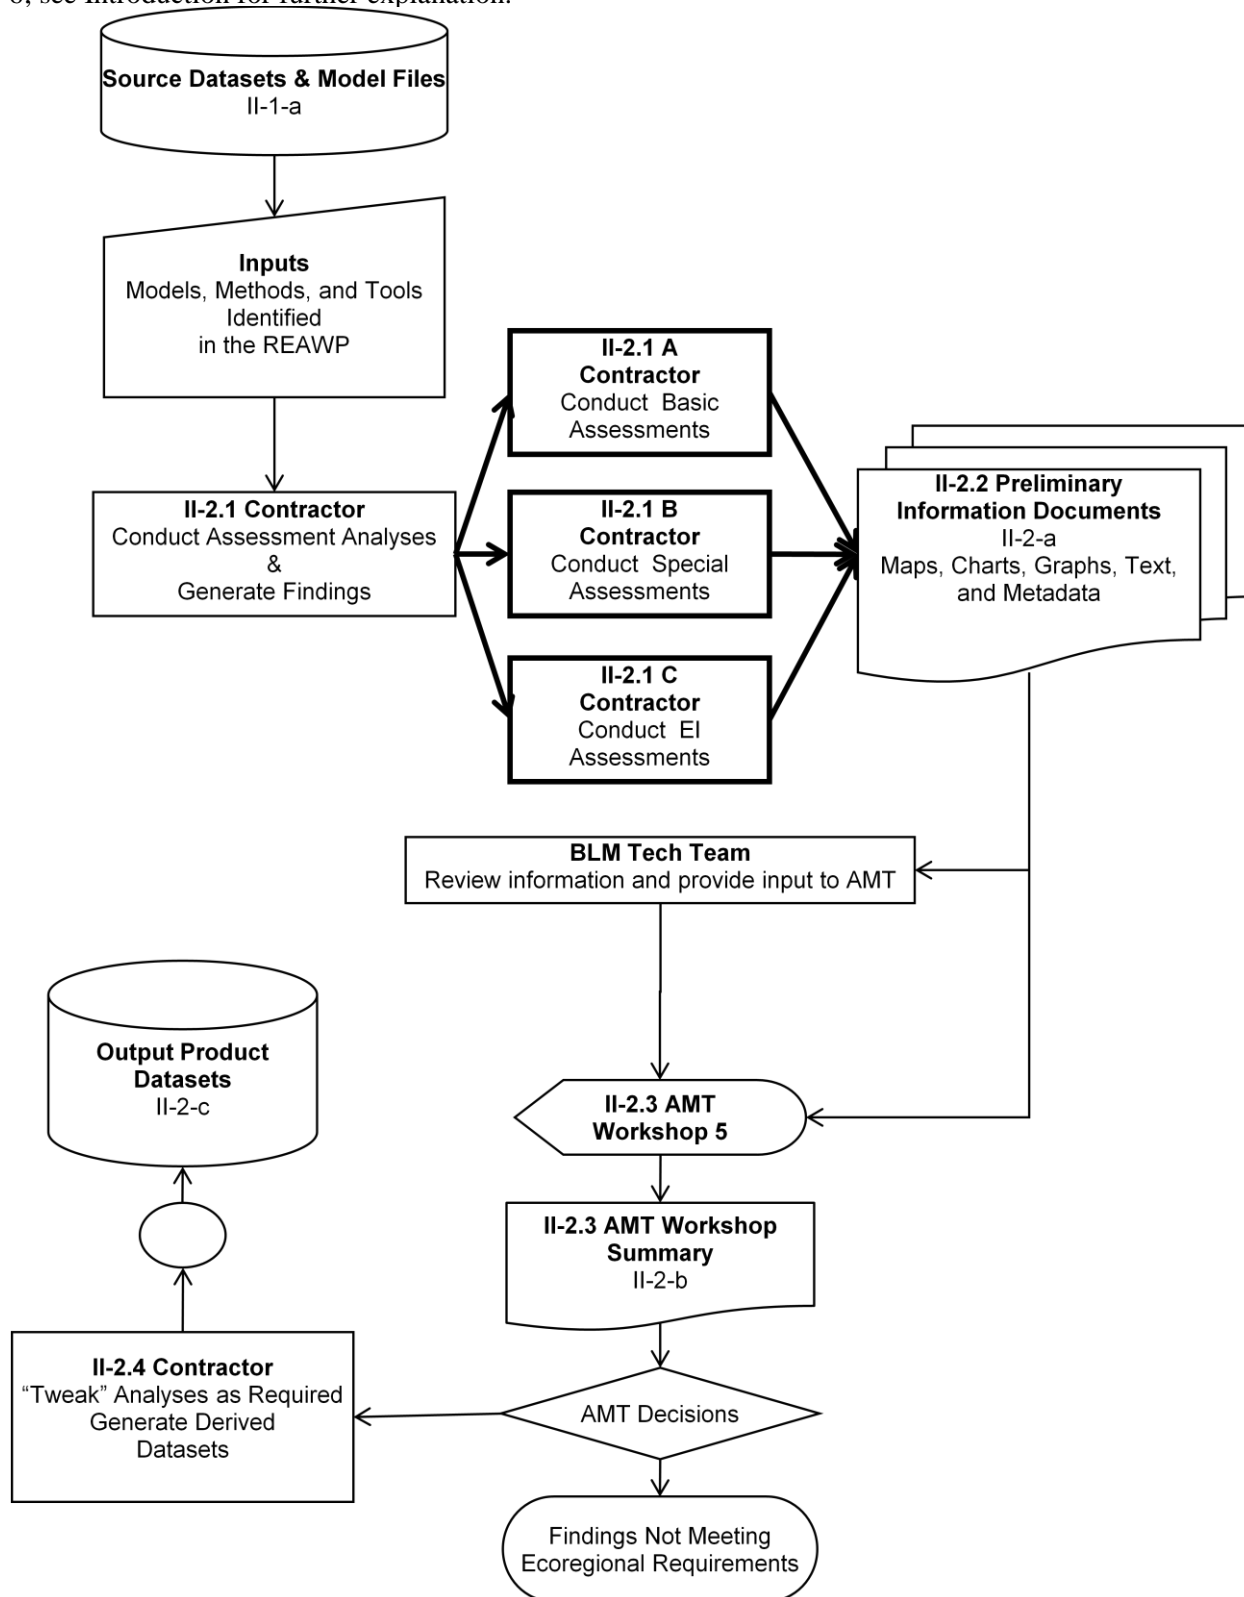 6, see Introduction for further explanation.
Source Datasets & Model Files
II-1-a
Inputs
Models, Methods, and Tools
Identified
in the REAWP
II-2.1 Contractor
Conduct Assessment Analyses
&
Generate Findings
II-2.1 A
Contractor
Conduct Basic
Assessments
II-2.1 B
Contractor
Conduct Special
Assessments
II-2.1 C
Contractor
Conduct EI
Assessments
II-2.2 Preliminary
Information Documents
II-2-a
Maps, Charts, Graphs, Text,
and Metadata
BLM Tech Team
Review information and provide input to AMT
II-2.3 AMT
Workshop 5
II-2.3 AMT Workshop
Summary
II-2-b
AMT Decisions
Findings Not Meeting
Ecoregional Requirements
II-2.4 Contractor
“Tweak” Analyses as Required
Generate Derived
Datasets
Output Product
Datasets
II-2-c